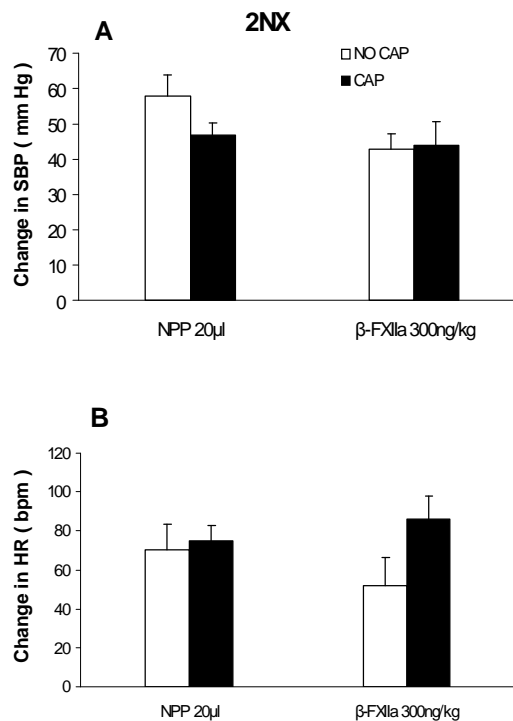 2NX
A
NO CAP
CAP
Change in SBP ( mm Hg)
70
60
50
40
30
20
10
0
NPP 20µl
β-FXIIa 300ng/kg
B
Change in HR ( bpm )
120
100
80
60
40
20
0
NPP 20µl
β-FXIIa 300ng/kg